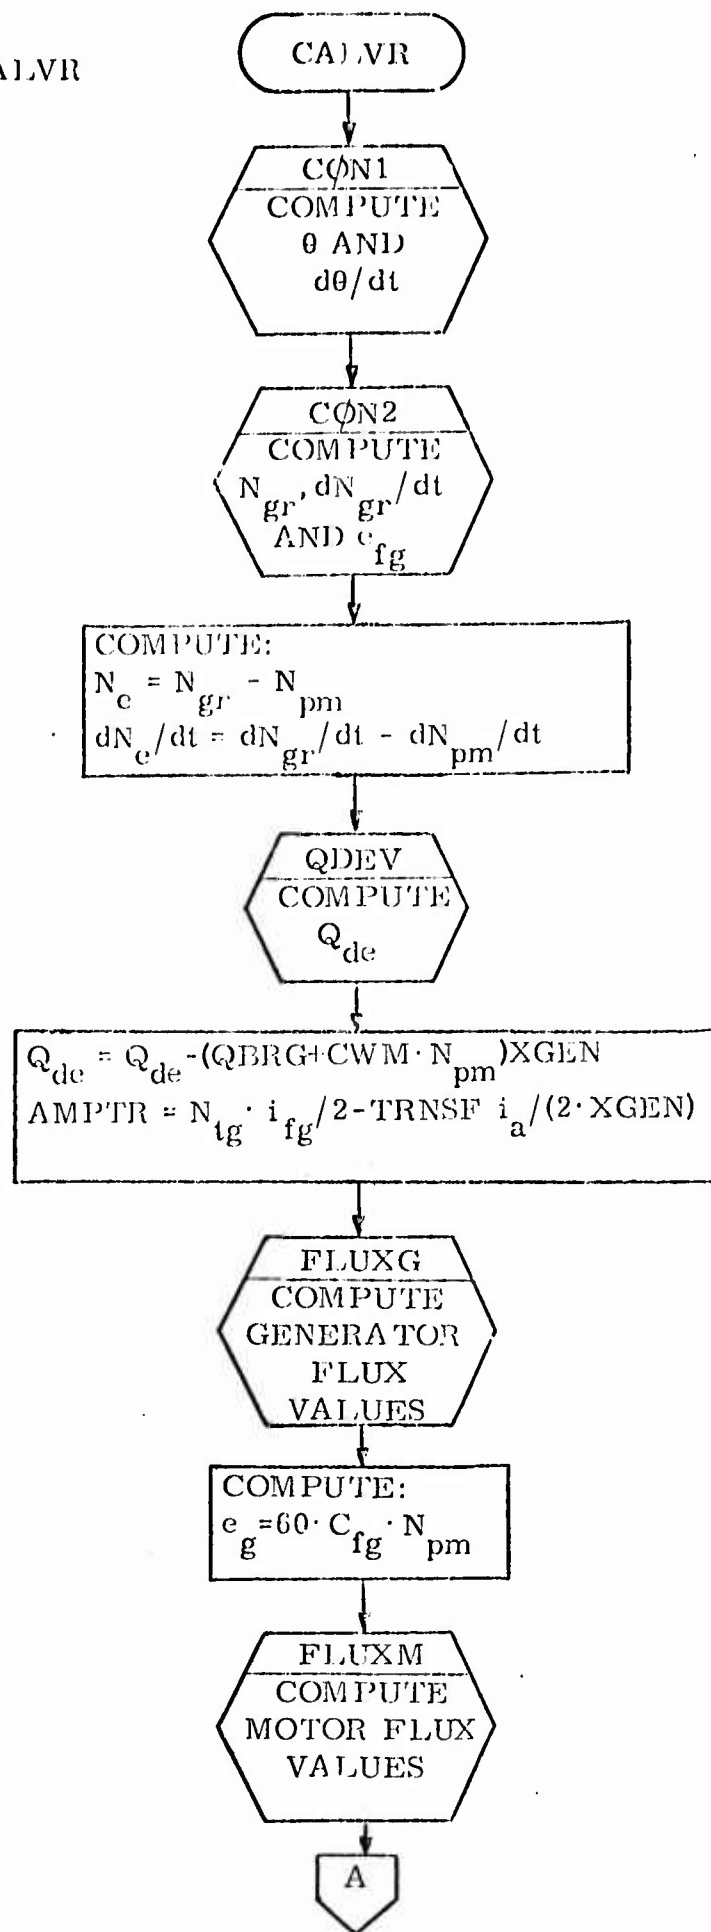 ALVR
CALVR
CØN1
COMPUTE
θ AND
dθ/dt
CØN2
COMPUTE
N_gr, dN_gr/dt
AND e_fg
COMPUTE:
N_e = N_gr - N_pm
dN_e/dt = dN_gr/dt - dN_pm/dt
QDEV
COMPUTE
Q_de
Q_de = Q_de-(QBRG+CWM·N_pm)XGEN
AMPTR = N_tg · i_fg/2-TRNSF i_a/(2·XGEN)
FLUXG
COMPUTE
GENERATOR
FLUX
VALUES
COMPUTE:
e_g=60·C_fg·N_pm
FLUXM
COMPUTE
MOTOR FLUX
VALUES
A